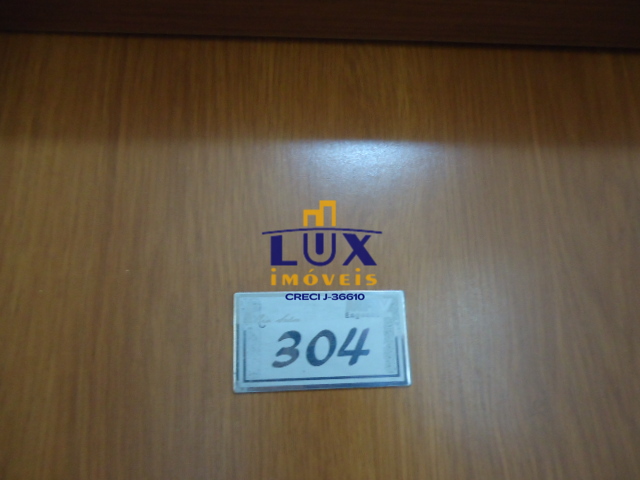 LUX
imóveis
CRECI J-36610
304